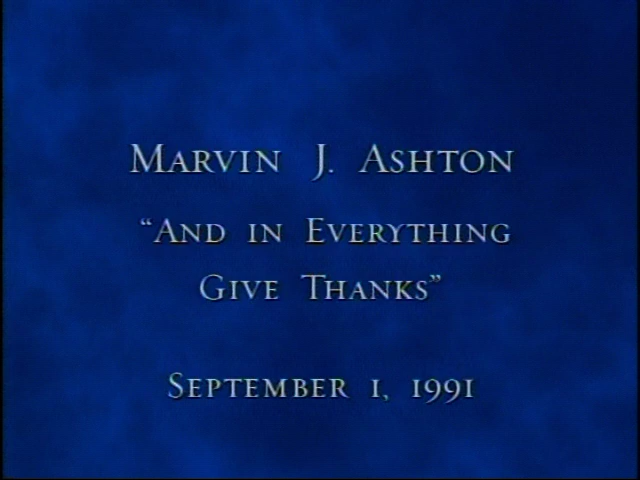 Marvin J. Ashton
“And in Everything
Give Thanks”
September 1, 1991